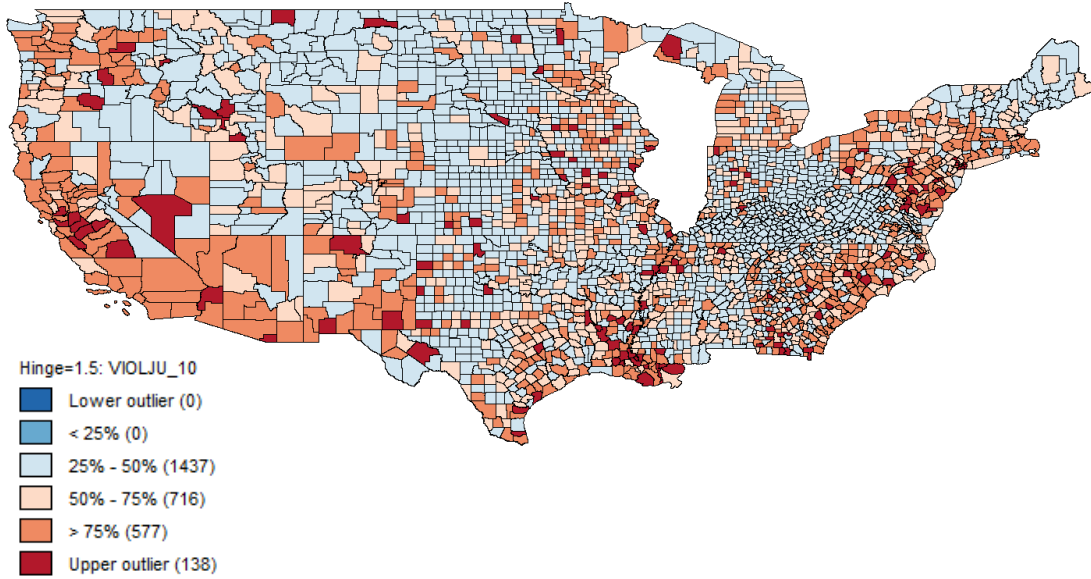 Hinge=1.5: VIOLJU_10
Lower outlier (0)
< 25% (0)
25% - 50% (1437)
50% - 75% (716)
> 75% (577)
Upper outlier (138)